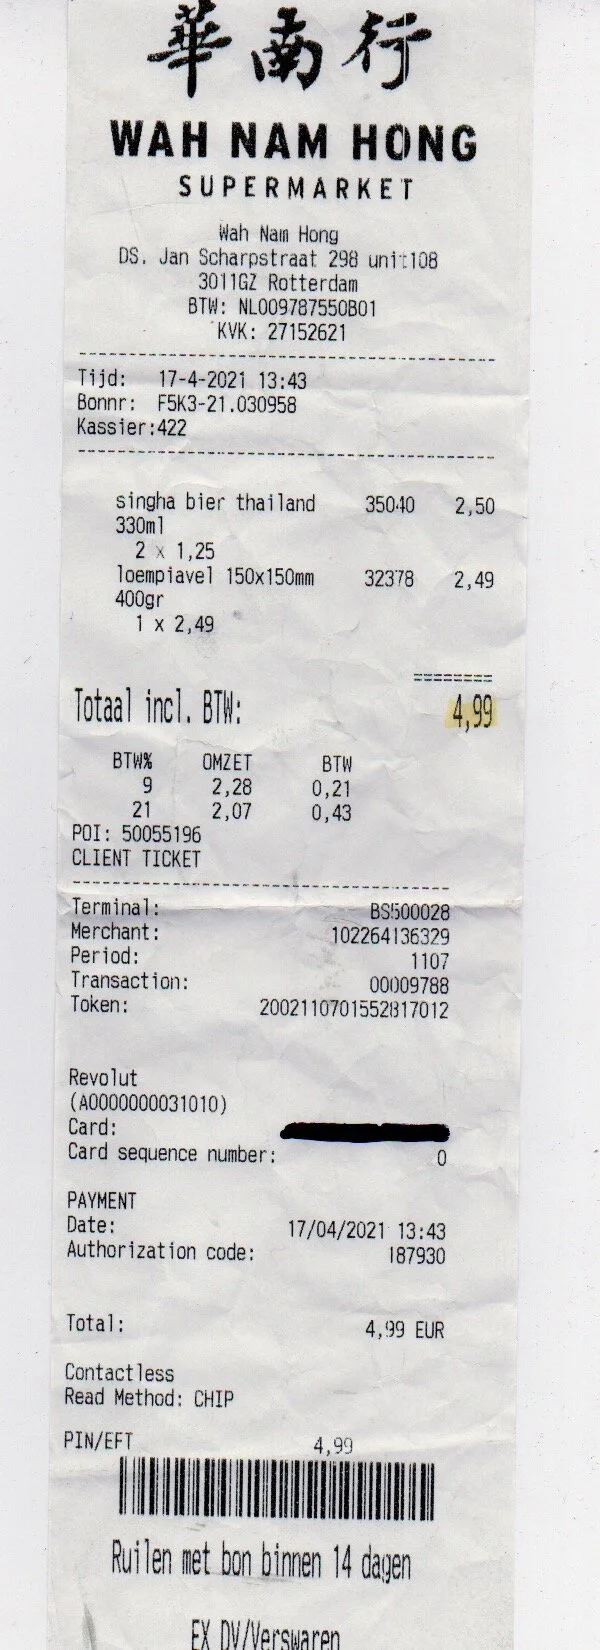 華南行
WAH NAM HONG
SUPERMARKET
Wah Nam Hong
DS. Jan Scharpstraat 298 unit108
3011GZ Rotterdam
BTW: NL009787550B01
KVK: 27152621
Tijd: 17-4-2021 13:43
Bonnr: F5K3-21.030958
Kassier:422
singha bier thailand 35040 2,50
330ml
2 x 1,25
loempiavel 150x150mm 32378 2,49
400gr
1 x 2,49
========
Totaal incl. BTW: 4,99
BTW% OMZET BTW
9 2,28 0,21
21 2,07 0,43
POI: 50055196
CLIENT TICKET
Terminal: BS500028
Merchant: 102264136329
Period: 1107
Transaction: 00009788
Token: 2002110701552817012
Revolut
(A0000000031010)
Card:
Card sequence number: 0
PAYMENT
Date: 17/04/2021 13:43
Authorization code: 187930
Total: 4,99 EUR
Contactless
Read Method: CHIP
PIN/EFT 4,99
Ruilen met bon binnen 14 dagen
EX DV/Verswaren